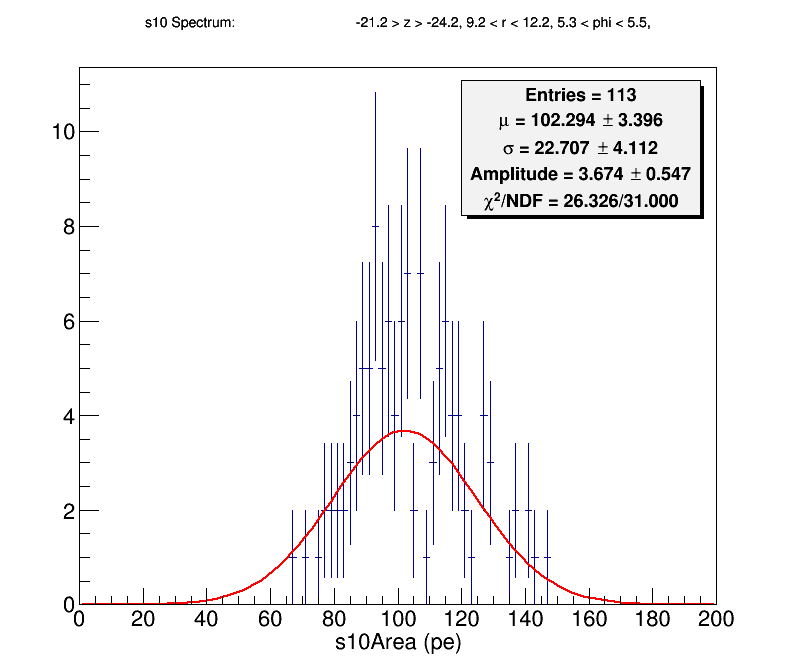 s10 Spectrum: -21.2 > z > -24.2, 9.2 < r < 12.2, 5.3 < phi < 5.5,
Entries = 113
μ = 102.294 ± 3.396
σ = 22.707 ± 4.112
Amplitude = 3.674 ± 0.547
χ²/NDF = 26.326/31.000
10
8
6
4
2
0
0 20 40 60 80 100 120 140 160 180 200
s10Area (pe)